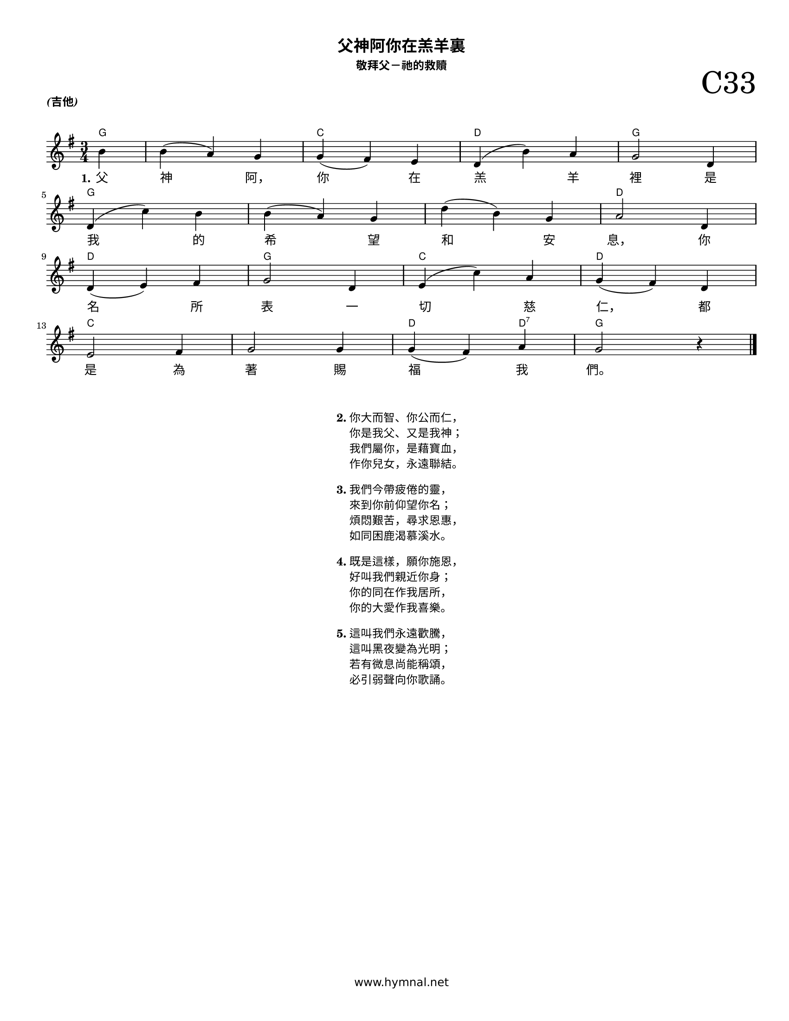 父神阿你在羔羊裏
敬拜父－祂的救贖
C33
(吉他)
G C D G
3
4
1. 父 神 阿， 你 在 羔 羊 裡 是
5 G D
我 的 希 望 和 安 息， 你
9 D G C D
名 所 表 一 切 慈 仁， 都
13 C D D7 G
是 為 著 賜 福 我 們。
2. 你大而智、你公而仁，
你是我父、又是我神；
我們屬你，是藉寶血，
作你兒女，永遠聯結。
3. 我們今帶疲倦的靈，
來到你前仰望你名；
煩悶艱苦，尋求恩惠，
如同困鹿渴慕溪水。
4. 既是這樣，願你施恩，
好叫我們親近你身；
你的同在作我居所，
你的大愛作我喜樂。
5. 這叫我們永遠歡騰，
這叫黑夜變為光明；
若有微息尚能稱頌，
必引弱聲向你歌誦。
www.hymnal.net